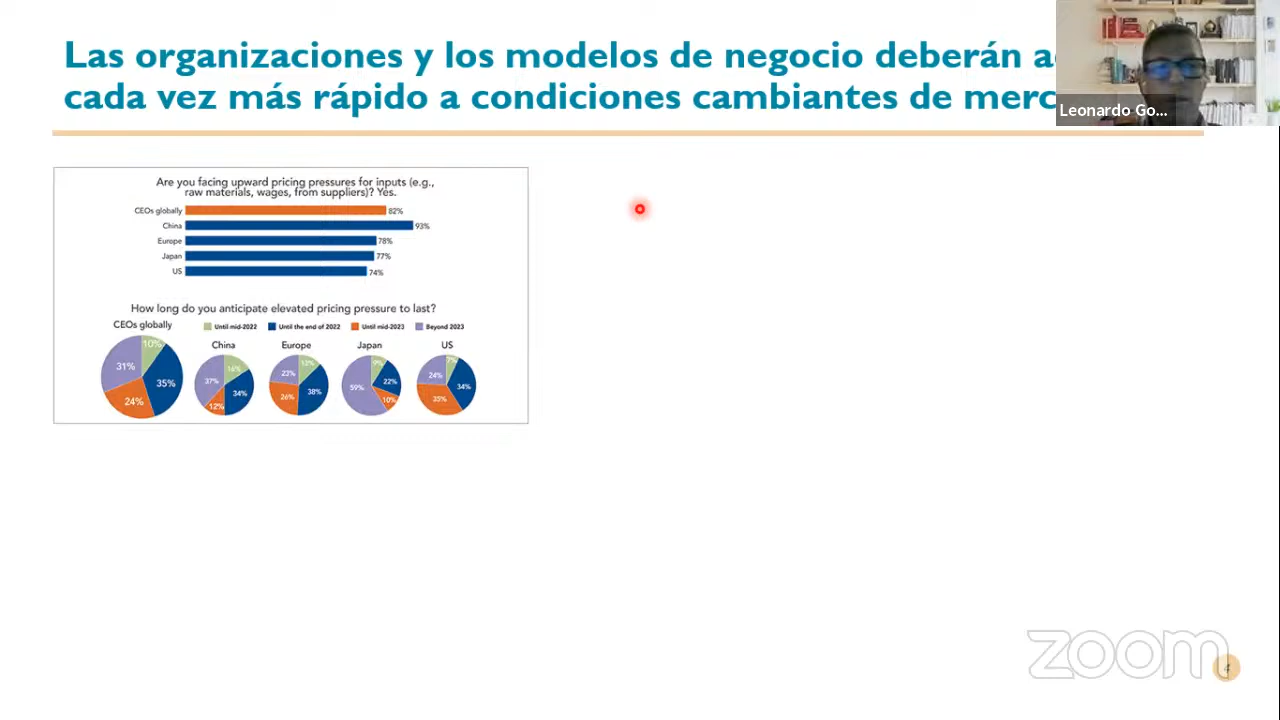 Las organizaciones y los modelos de negocio deberán
cada vez más rápido a condiciones cambiantes de
Leonardo Go...
Are you facing upward pricing pressures for inputs (e.g.,
raw materials, wages, from suppliers)? Yes.
CEOs globally 82%
China 93%
Europe 78%
Japan 77%
US 74%
How long do you anticipate elevated pricing pressure to last?
CEOs globally
Until mid-2022 Until the end of 2022 Until mid-2023 Beyond 2023
China Europe Japan US
10% 35% 24% 31%
16% 34% 12% 37%
38% 26% 23%
9% 22% 10% 59%
7% 34% 35% 24%
zoom
4